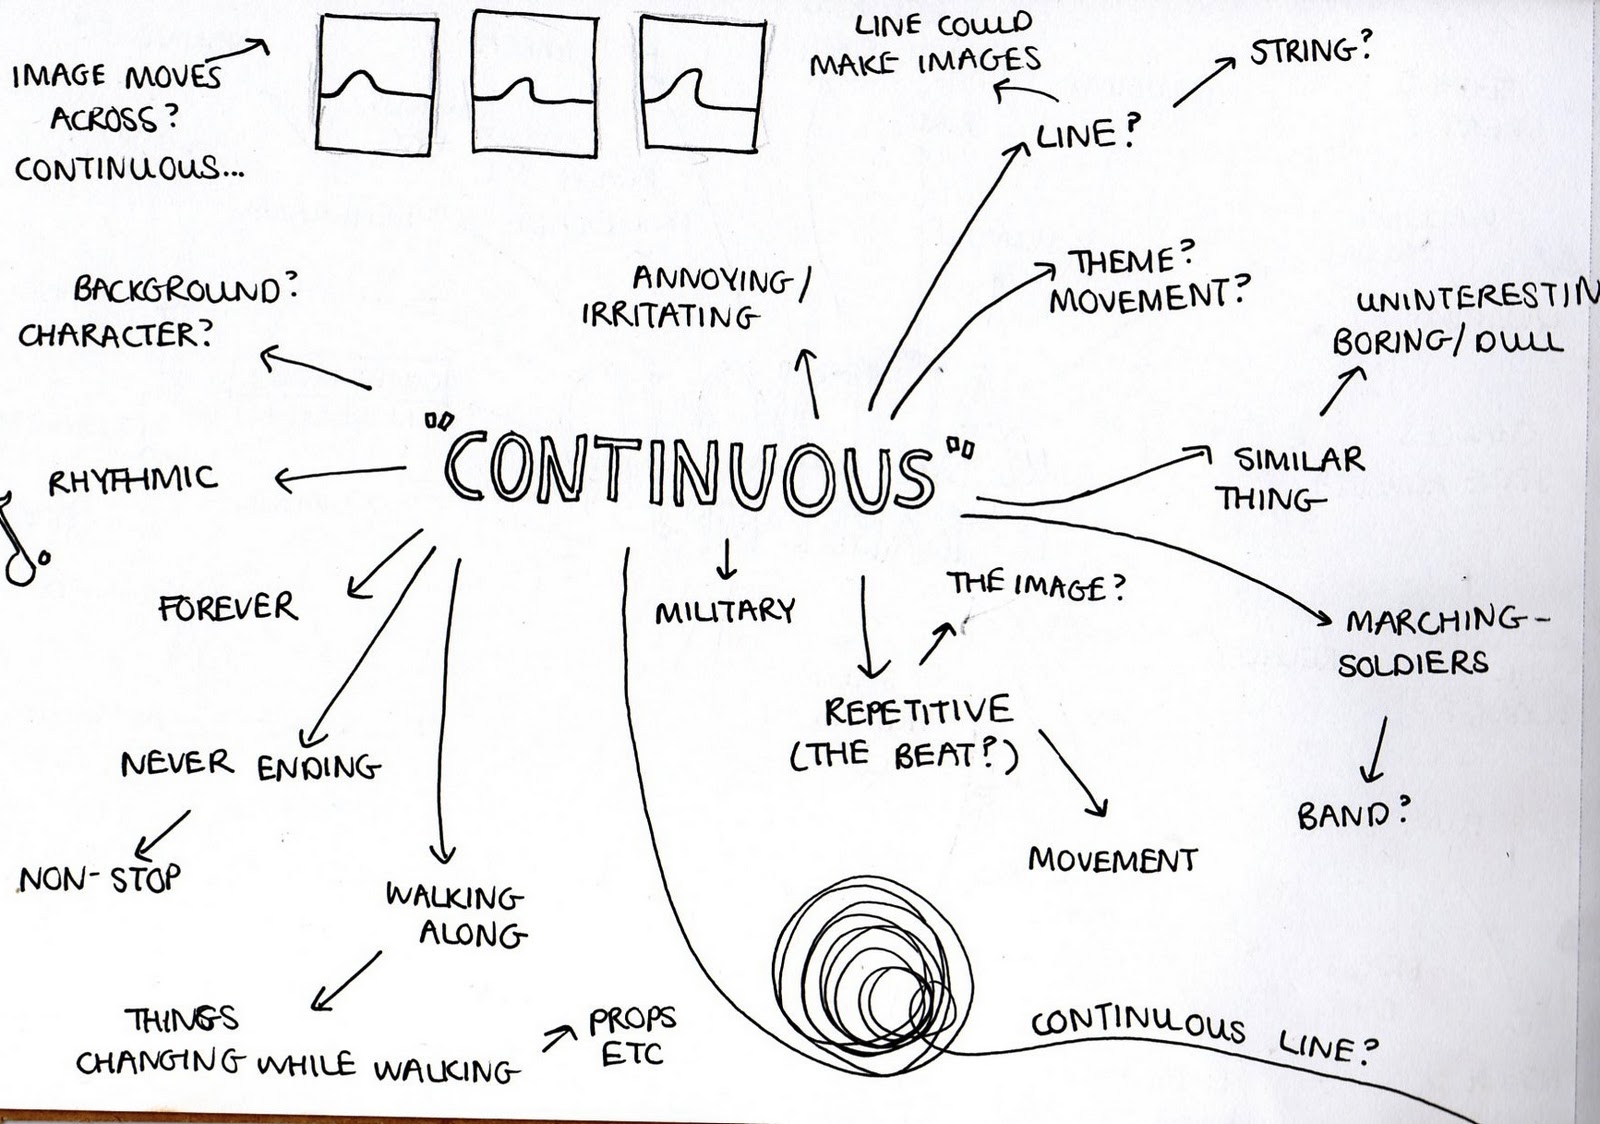 IMAGE MOVES
ACROSS?
CONTINUOUS...
LINE COULD
MAKE IMAGES
STRING?
LINE?
BACKGROUND?
CHARACTER?
ANNOYING/
IRRITATING
THEME?
MOVEMENT?
UNINTERESTIN
BORING/DULL
RHYTHMIC
"CONTINUOUS"
SIMILAR
THING
FOREVER
MILITARY
THE IMAGE?
MARCHING-
SOLDIERS
REPETITIVE
(THE BEAT?)
NEVER ENDING
BAND?
NON-STOP
MOVEMENT
WALKING
ALONG
THINGS
CHANGING WHILE WALKING
PROPS
ETC
CONTINUOUS LINE?